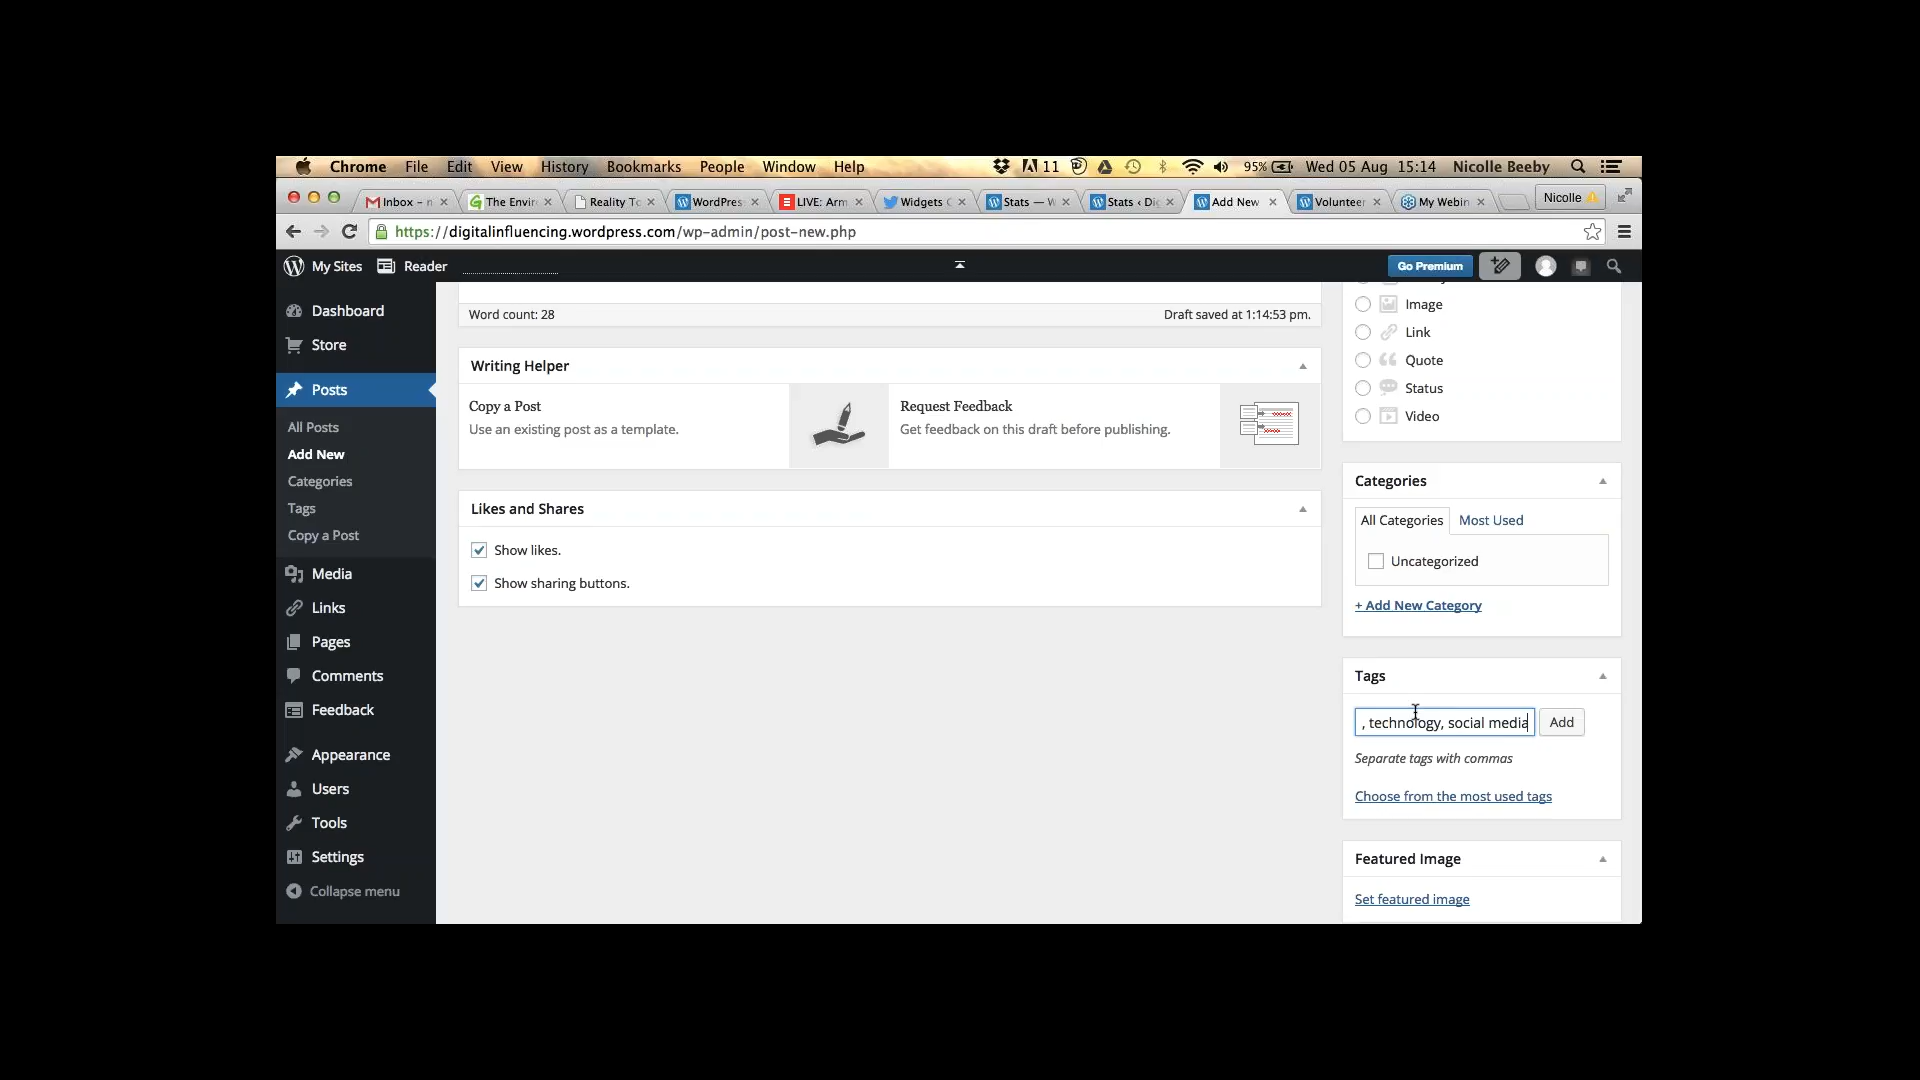 Chrome File Edit View History Bookmarks People Window Help 11 95% Wed 05 Aug 15:14 Nicolle Beeby
Inbox – n The Envir Reality To WordPres LIVE: Arm Widgets Stats — W Stats ‹ Di Add New Volunteer My Webin Nicolle
https://digitalinfluencing.wordpress.com/wp-admin/post-new.php
My Sites Reader Go Premium
Dashboard
Store
Posts
All Posts
Add New
Categories
Tags
Copy a Post
Media
Links
Pages
Comments
Feedback
Appearance
Users
Tools
Settings
Collapse menu
Word count: 28 Draft saved at 1:14:53 pm.
Writing Helper
Copy a Post
Use an existing post as a template.
Request Feedback
Get feedback on this draft before publishing.
Likes and Shares
Show likes.
Show sharing buttons.
Image
Link
Quote
Status
Video
Categories
All Categories Most Used
Uncategorized
+ Add New Category
Tags
, technology, social media Add
Separate tags with commas
Choose from the most used tags
Featured Image
Set featured image